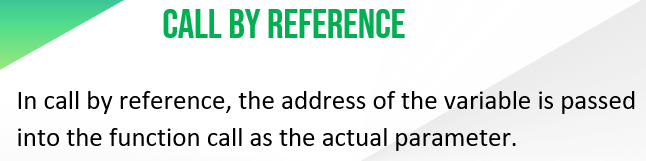 CALL BY REFERENCE
In call by reference, the address of the variable is passed
into the function call as the actual parameter.